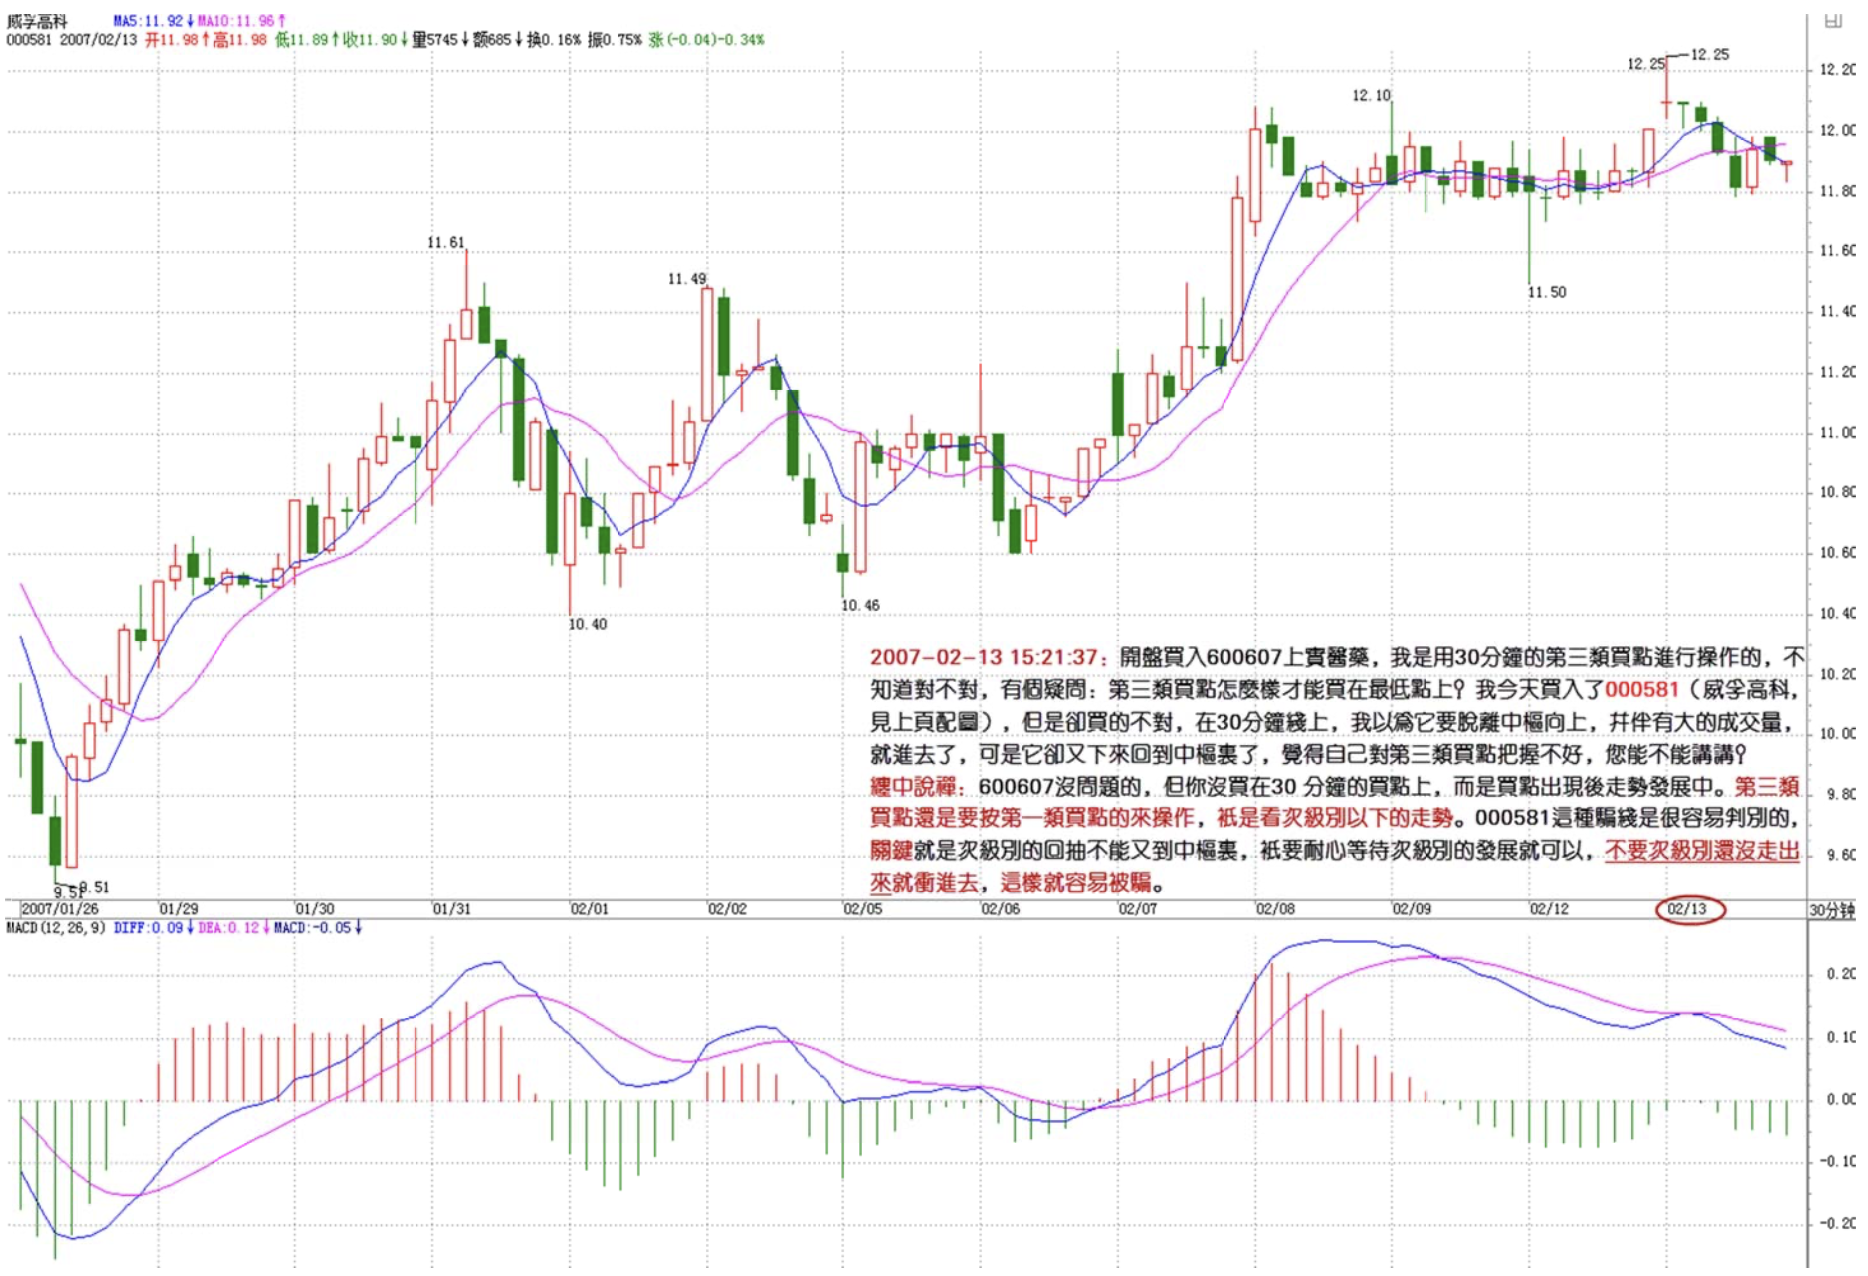 威孚高科 MA5:11.92↓MA10:11.96↑
000581 2007/02/13 开11.98↑高11.98 低11.89↑收11.90↓量5745↓额685↓换0.16% 振0.75% 涨(-0.04)-0.34%
12.25 12.25
12.20
12.10
12.00
11.80
11.61
11.60
11.49
11.50
11.40
11.20
11.00
10.80
10.60
10.46
10.40
10.40
2007-02-13 15:21:37：開盤買入600607上實醫藥，我是用30分鐘的第三類買點進行操作的，不
知道對不對，有個疑問：第三類買點怎麼樣才能買在最低點上？我今天買入了000581（威孚高科，
見上頁配圖），但是卻買的不對，在30分鐘綫上，我以爲它要脫離中樞向上，幷伴有大的成交量，
就進去了，可是它卻又下來回到中樞裏了，覺得自己對第三類買點把握不好，您能不能講講？
纏中說禪：600607沒問題的，但你沒買在30 分鐘的買點上，而是買點出現後走勢發展中。第三類
買點還是要按第一類買點的來操作，衹是看次級別以下的走勢。000581這種騙綫是很容易判別的，
關鍵就是次級別的回抽不能又到中樞裏，衹要耐心等待次級別的發展就可以，不要次級別還沒走出
來就衝進去，這樣就容易被騙。
10.20
10.00
9.80
9.60
9.51 9.51
2007/01/26 01/29 01/30 01/31 02/01 02/02 02/05 02/06 02/07 02/08 02/09 02/12 02/13 30分钟
MACD(12,26,9) DIFF:0.09↓DEA:0.12↓MACD:-0.05↓
0.20
0.10
0.00
-0.10
-0.20